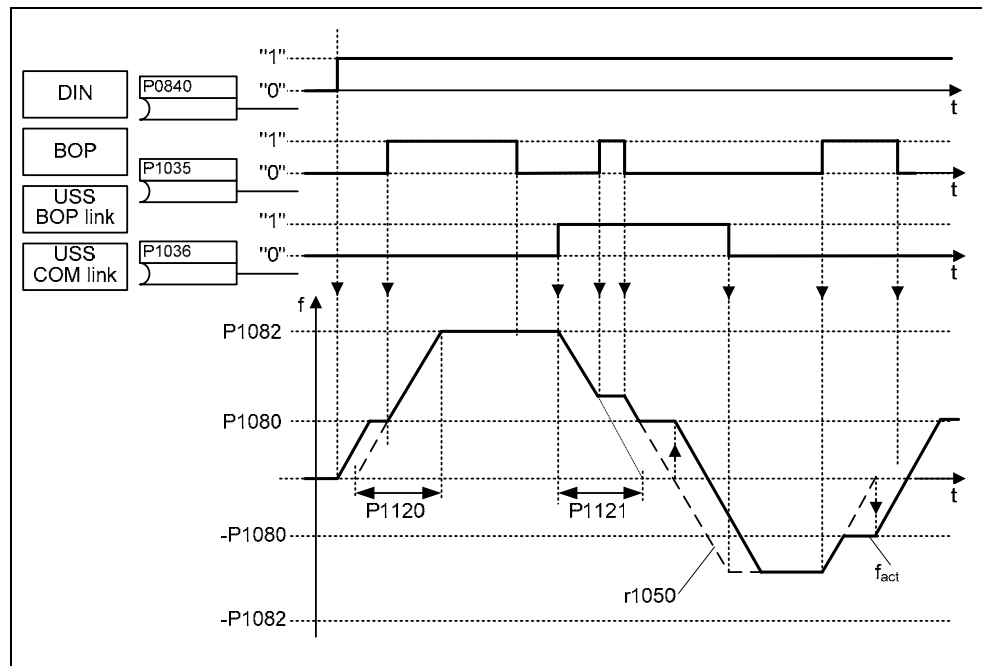 "1"
DIN
P0840
"0"
t
BOP
"1"
P1035
"0"
t
USS
BOP link
"1"
USS
COM link
P1036
"0"
t
f
P1082
P1080
t
P1120
P1121
-P1080
fact
r1050
-P1082